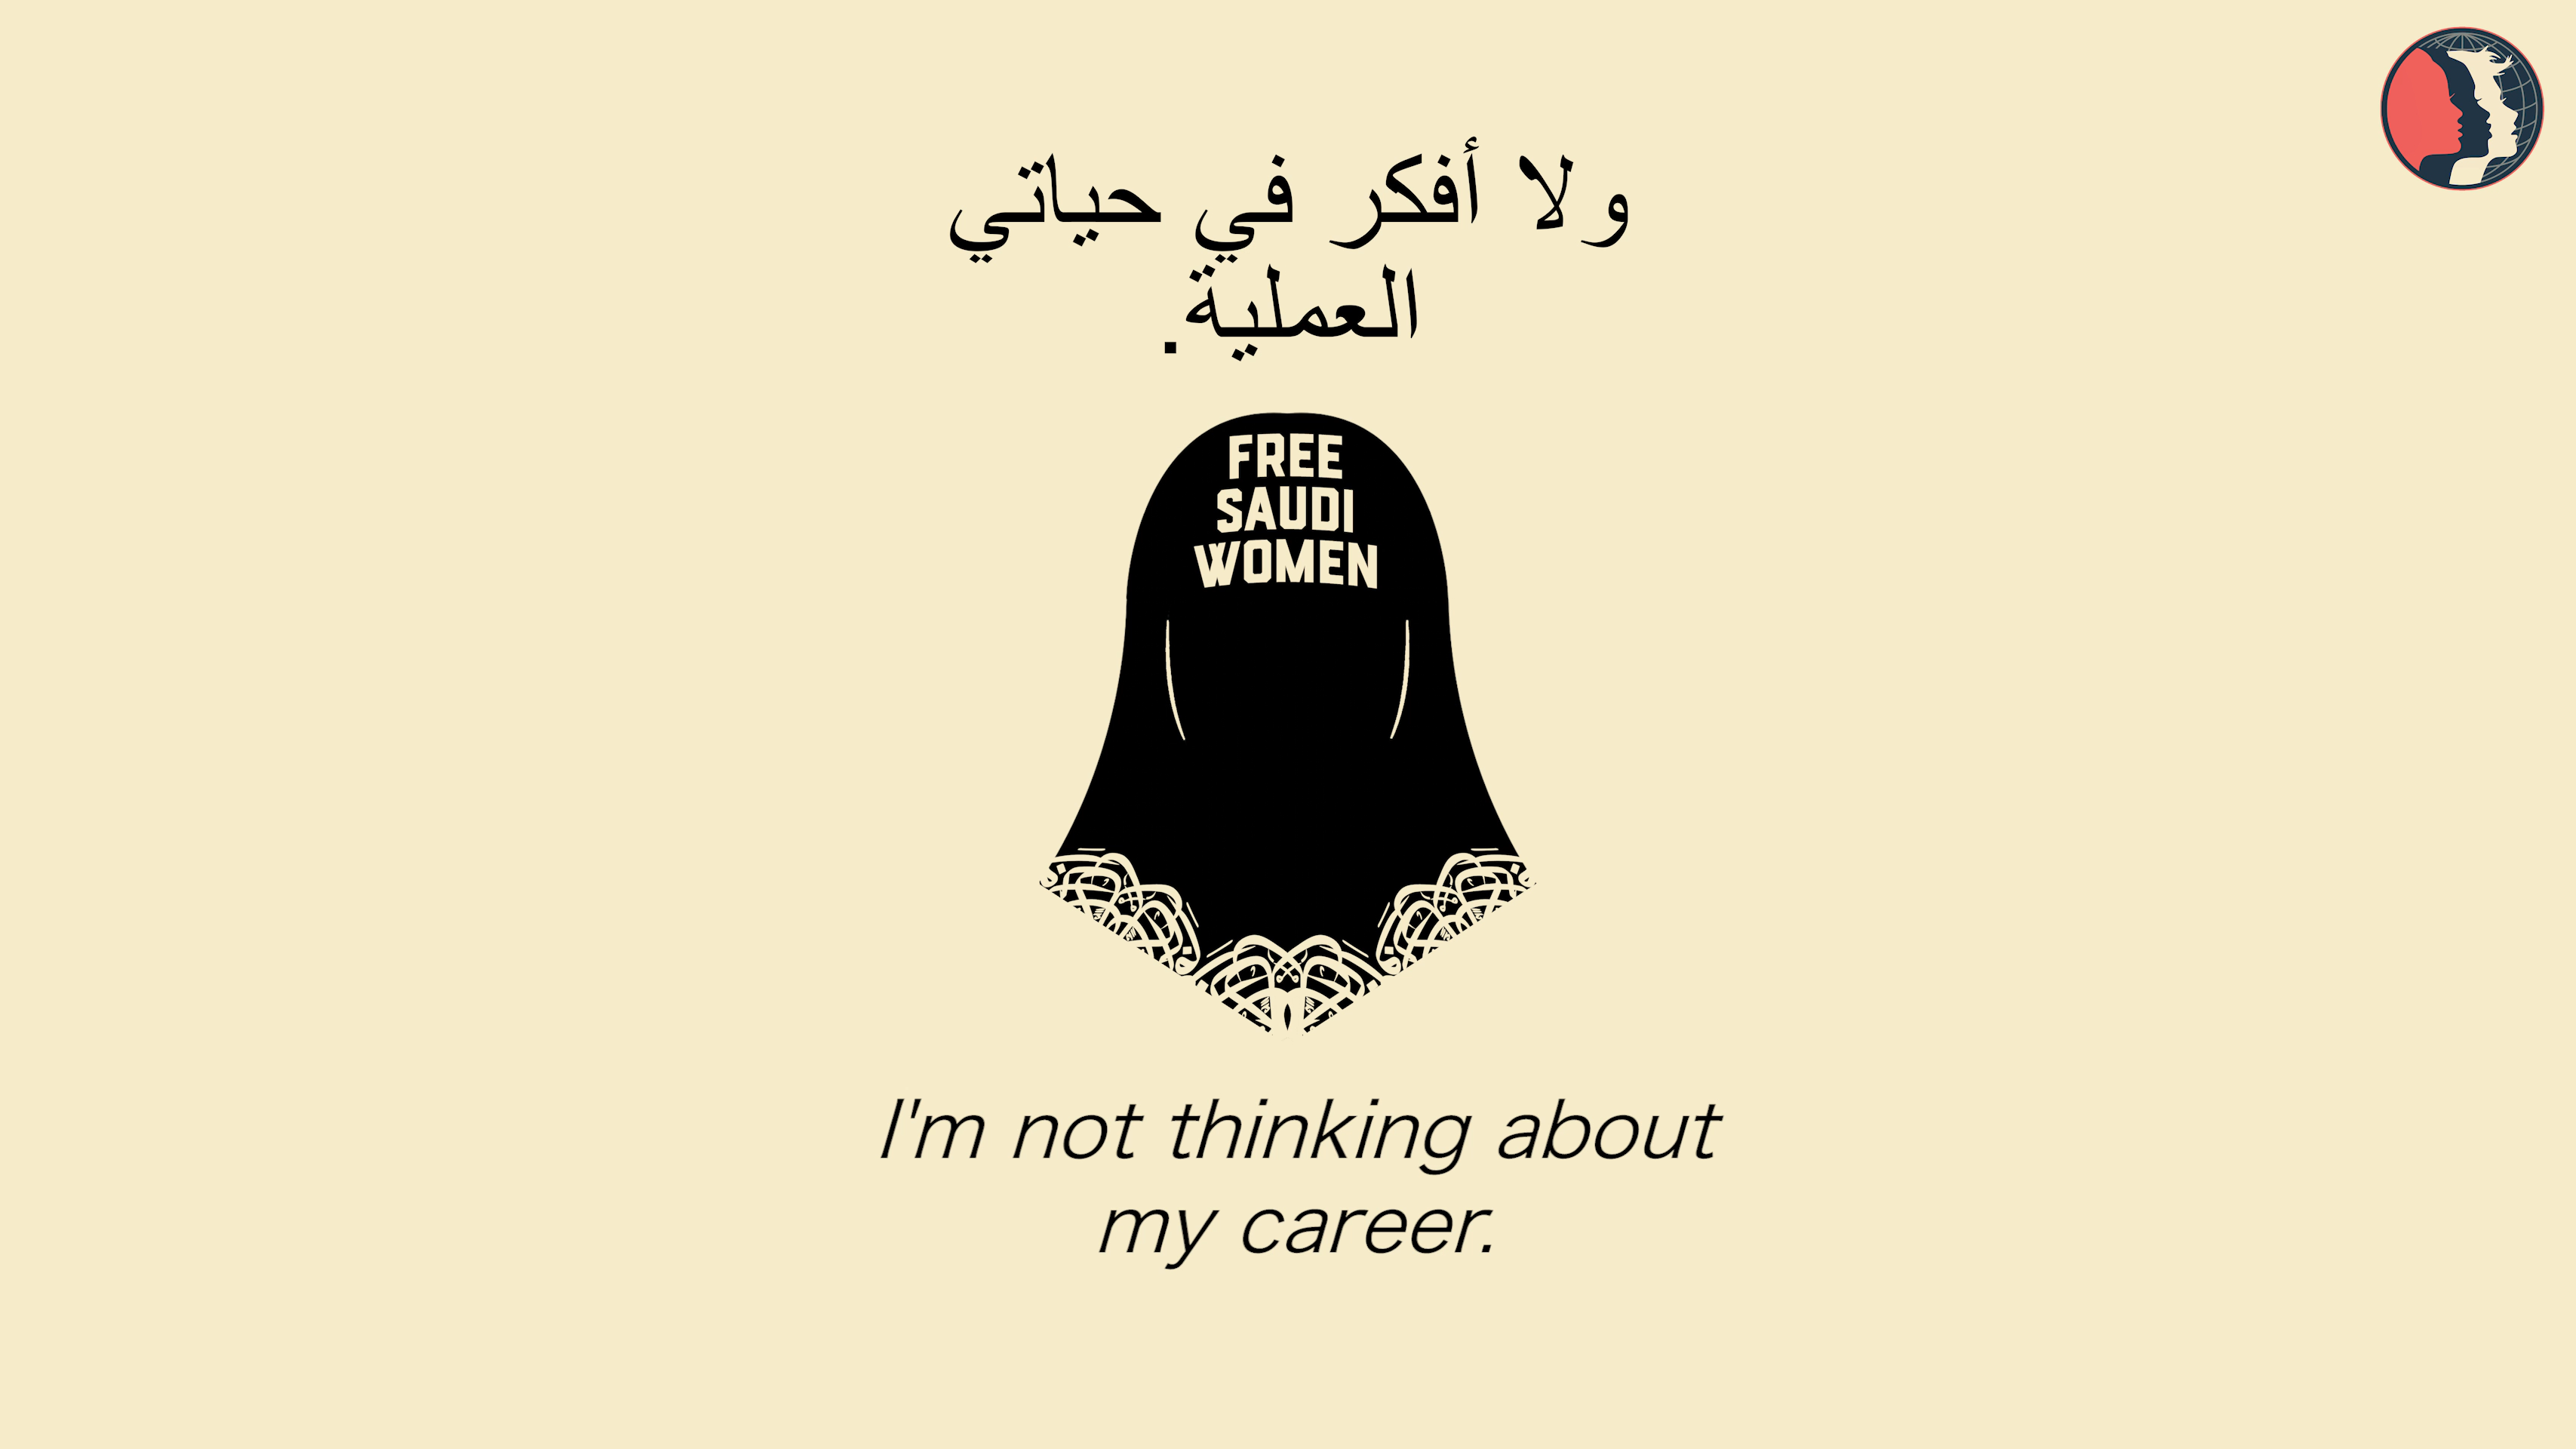 ولا أفكر في حياتي
العملية.
FREE
SAUDI
WOMEN
I'm not thinking about
my career.